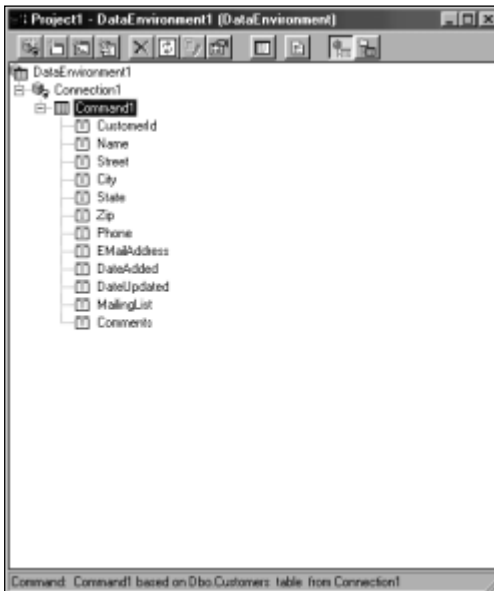 Project1 - DataEnvironment1 (DataEnvironment)
DataEnvironment1
Connection1
Command1
CustomerId
Name
Street
City
State
Zip
Phone
EMailAddress
DateAdded
DateUpdated
MailingList
Comments
Command: Command1 based on Dbo.Customers table from Connection1